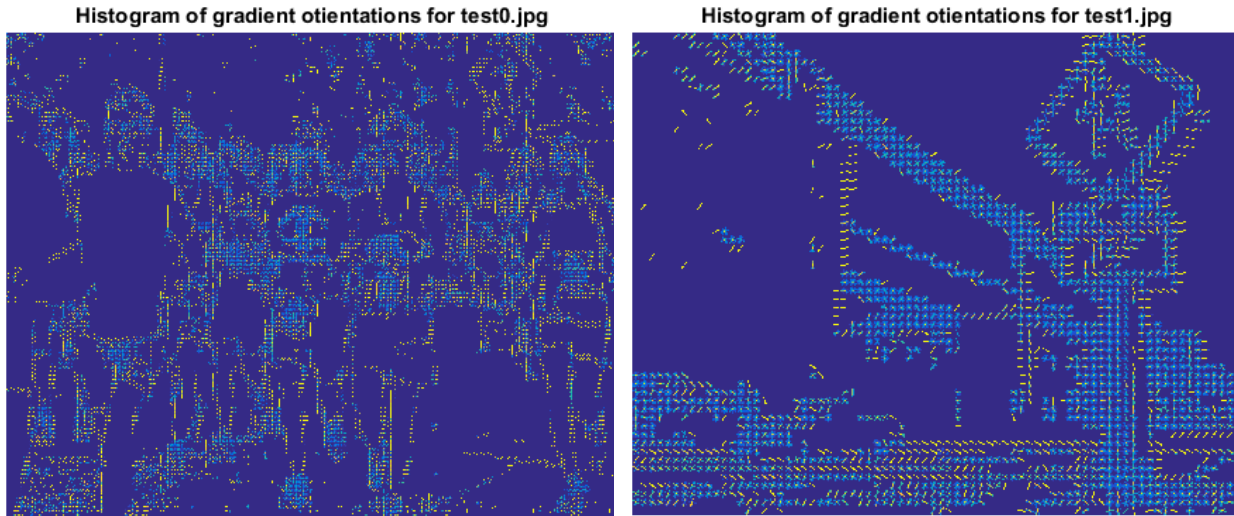 Histogram of gradient otientations for test0.jpg
Histogram of gradient otientations for test1.jpg